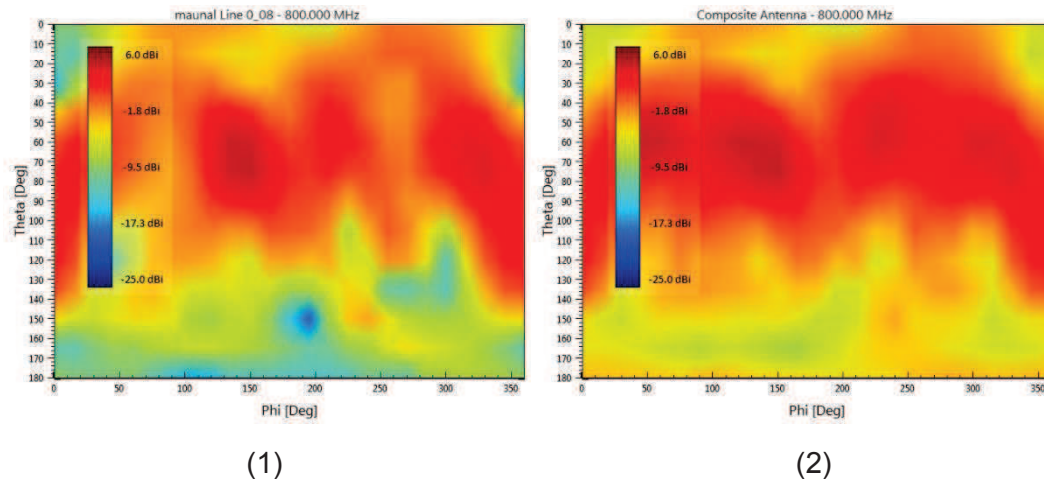 maunal Line 0_08 - 800.000 MHz
0
10
20
30
40
50
60
70
80
90
100
110
120
130
140
150
160
170
180
Theta [Deg]
6.0 dBi
-1.8 dBi
-9.5 dBi
-17.3 dBi
-25.0 dBi
0 50 100 150 200 250 300 350
Phi [Deg]
(1)
Composite Antenna - 800.000 MHz
0
10
20
30
40
50
60
70
80
90
100
110
120
130
140
150
160
170
180
Theta [Deg]
6.0 dBi
-1.8 dBi
-9.5 dBi
-17.3 dBi
-25.0 dBi
0 50 100 150 200 250 300 350
Phi [Deg]
(2)